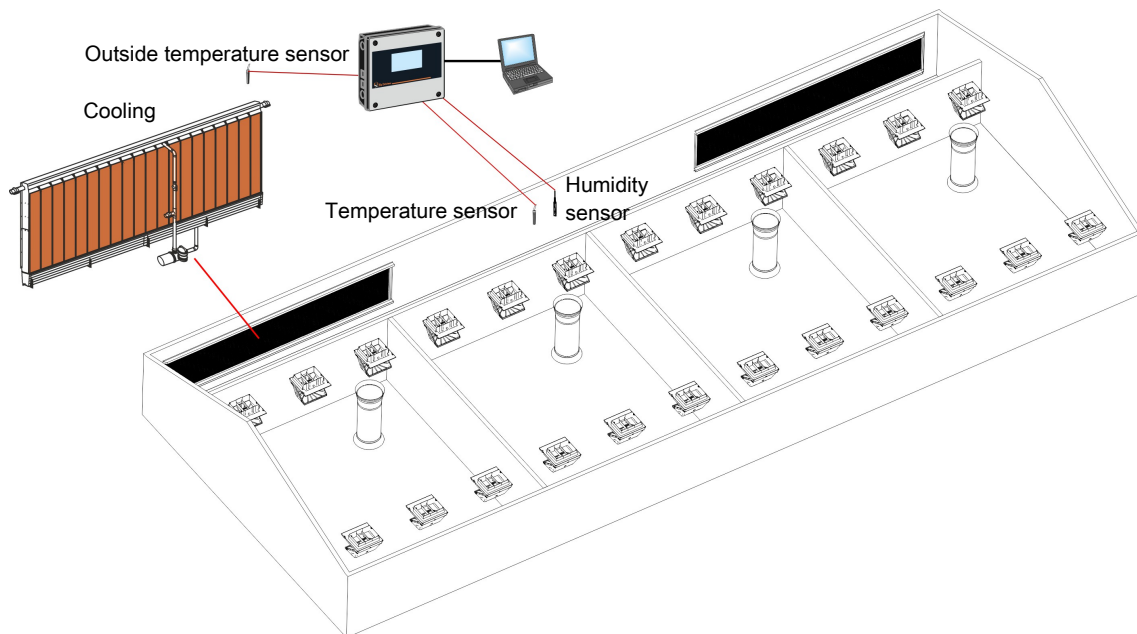 Outside temperature sensor
Cooling
Humidity
Temperature sensor
sensor